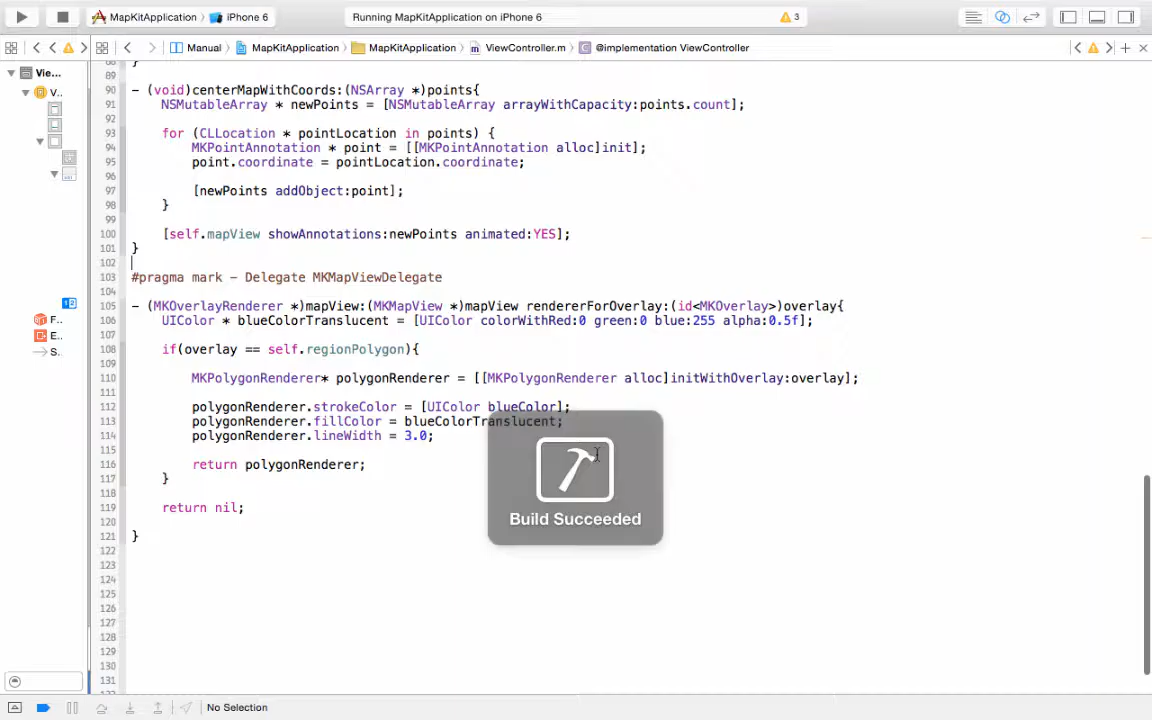 MapKitApplication iPhone 6 Running MapKitApplication on iPhone 6 3
Manual MapKitApplication MapKitApplication ViewController.m @implementation ViewController
Vie...
V..
F..
E..
S.
88 }
89
90 - (void)centerMapWithCoords:(NSArray *)points{
91 NSMutableArray * newPoints = [NSMutableArray arrayWithCapacity:points.count];
92
93 for (CLLocation * pointLocation in points) {
94 MKPointAnnotation * point = [[MKPointAnnotation alloc]init];
95 point.coordinate = pointLocation.coordinate;
96
97 [newPoints addObject:point];
98 }
99
100 [self.mapView showAnnotations:newPoints animated:YES];
101 }
102
103 #pragma mark - Delegate MKMapViewDelegate
104
105 - (MKOverlayRenderer *)mapView:(MKMapView *)mapView rendererForOverlay:(id<MKOverlay>)overlay{
106 UIColor * blueColorTranslucent = [UIColor colorWithRed:0 green:0 blue:255 alpha:0.5f];
107
108 if(overlay == self.regionPolygon){
109
110 MKPolygonRenderer* polygonRenderer = [[MKPolygonRenderer alloc]initWithOverlay:overlay];
111
112 polygonRenderer.strokeColor = [UIColor blueColor];
113 polygonRenderer.fillColor = blueColorTranslucent;
114 polygonRenderer.lineWidth = 3.0;
115
116 return polygonRenderer;
117 }
118
119 return nil;
120
121 }
122
123
124
125
126
127
128
129
130
131
Build Succeeded
No Selection